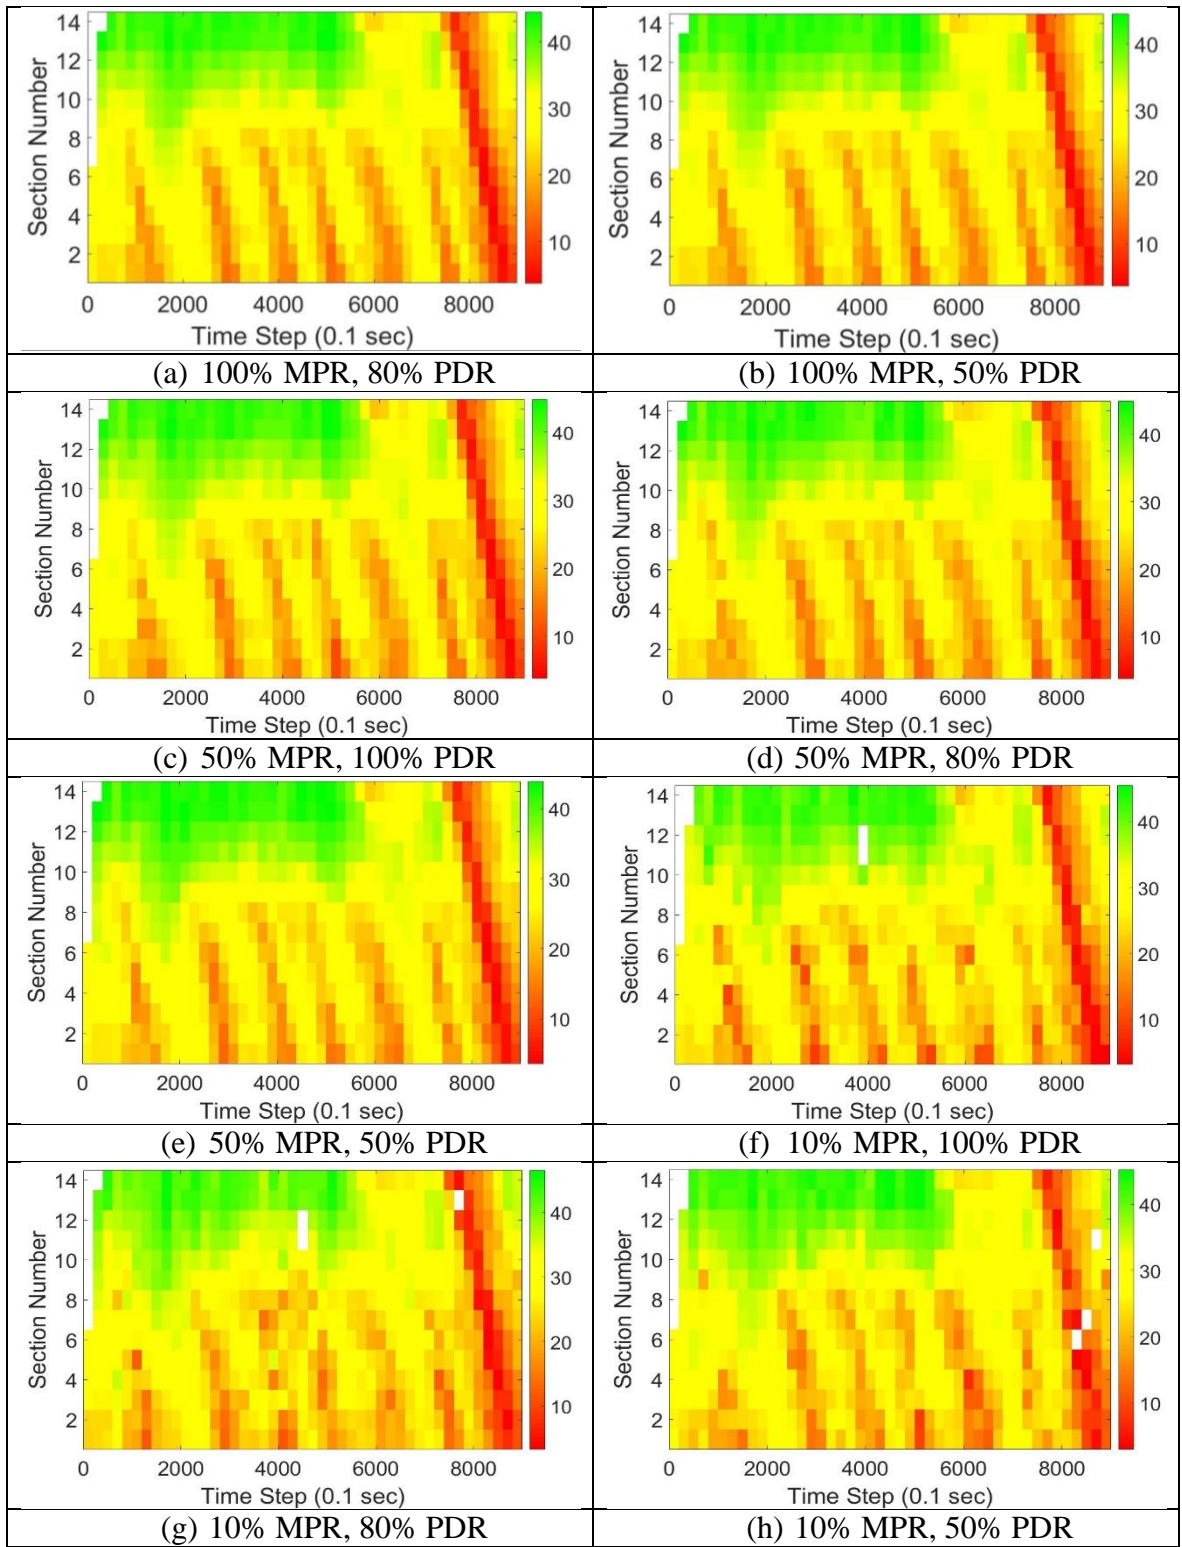 14
12
10
8
6
4
2
Section Number
0 2000 4000 6000 8000
Time Step (0.1 sec)
40
30
20
10
(a) 100% MPR, 80% PDR
14
12
10
8
6
4
2
Section Number
0 2000 4000 6000 8000
Time Step (0.1 sec)
40
30
20
10
(b) 100% MPR, 50% PDR
14
12
10
8
6
4
2
Section Number
0 2000 4000 6000 8000
Time Step (0.1 sec)
40
30
20
10
(c) 50% MPR, 100% PDR
14
12
10
8
6
4
2
Section Number
0 2000 4000 6000 8000
Time Step (0.1 sec)
40
30
20
10
(d) 50% MPR, 80% PDR
14
12
10
8
6
4
2
Section Number
0 2000 4000 6000 8000
Time Step (0.1 sec)
40
30
20
10
(e) 50% MPR, 50% PDR
14
12
10
8
6
4
2
Section Number
0 2000 4000 6000 8000
Time Step (0.1 sec)
40
30
20
10
(f) 10% MPR, 100% PDR
14
12
10
8
6
4
2
Section Number
0 2000 4000 6000 8000
Time Step (0.1 sec)
40
30
20
10
(g) 10% MPR, 80% PDR
14
12
10
8
6
4
2
Section Number
0 2000 4000 6000 8000
Time Step (0.1 sec)
40
30
20
10
(h) 10% MPR, 50% PDR